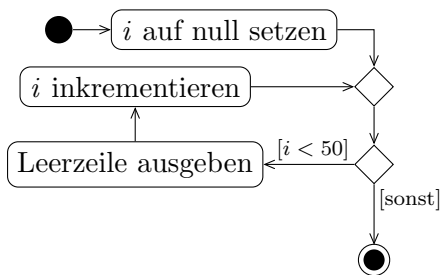 i auf null setzen
i inkrementieren
Leerzeile ausgeben
[i < 50]
[sonst]